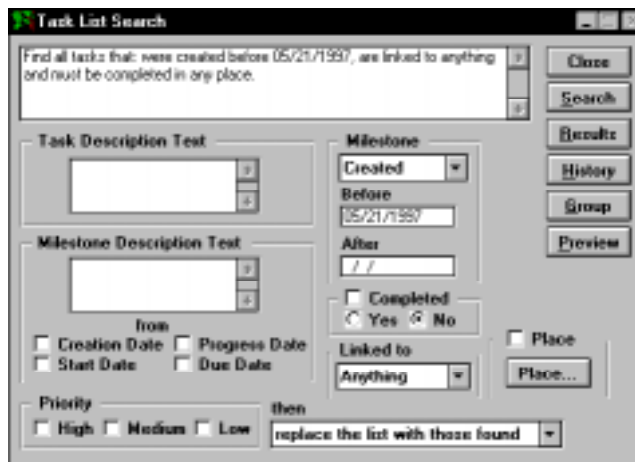 Task List Search
Find all tasks that: were created before 05/21/1997, are linked to anything
and must be completed in any place.
Close
Search
Results
History
Group
Preview
Task Description Text
Milestone
Created
Before
05/21/1997
After
/ /
Milestone Description Text
from
Creation Date Progress Date
Start Date Due Date
Completed
Yes No
Linked to
Anything
Place
Place...
Priority
High Medium Low
then
replace the list with those found